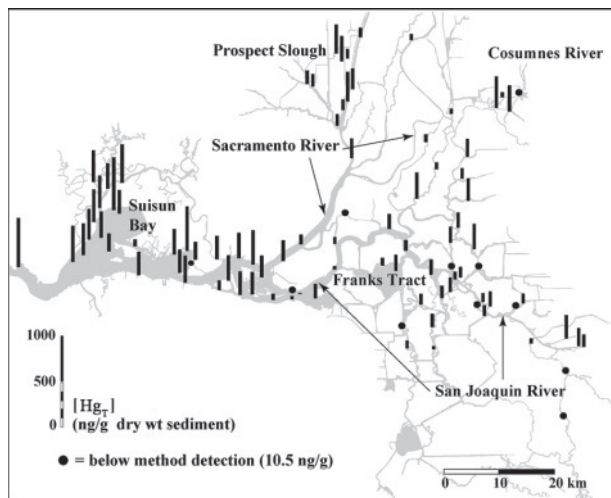 Prospect Slough
Cosumnes River
Sacramento River
Suisun
Bay
Franks Tract
San Joaquin River
1000
500
0
[HgT]
(ng/g dry wt sediment)
● = below method detection (10.5 ng/g)
0 10 20 km